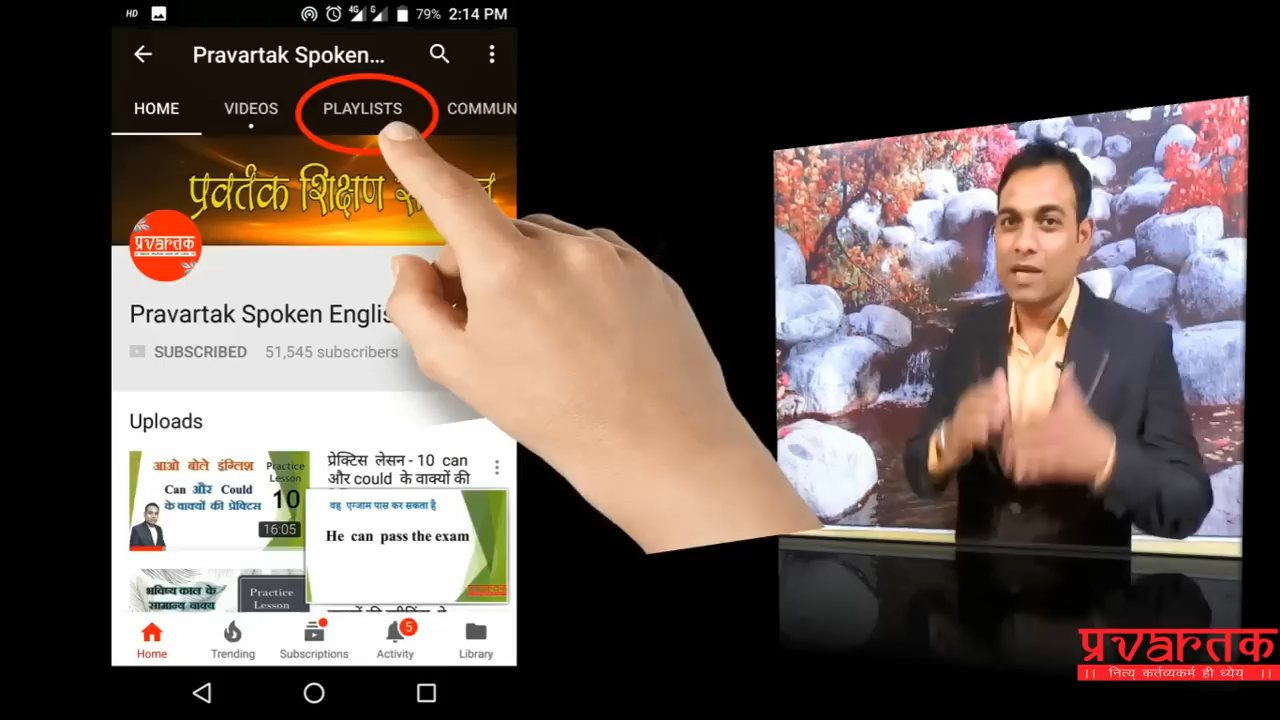 HD 4G G 79% 2:14 PM
Pravartak Spoken...
HOME VIDEOS PLAYLISTS COMMUN
प्रवर्तक शिक्षण
प्रvarतक
Pravartak Spoken Englis
SUBSCRIBED 51,545 subscribers
Uploads
आओ बोले इंग्लिश
Practice
Lesson
10
Can और Could
के वाक्यों की प्रेक्टिस
16:05
प्रेक्टिस लेसन - 10 can
और could के वाक्यों की
वह एग्जाम पास कर सकता है
He can pass the exam
भविष्य काल के
सामान्य वाक्य
Practice
Lesson
5
Home Trending Subscriptions Activity Library
प्रvarतक
।। नित्य् कर्तव्यकर्म ही ध्येय् ।।